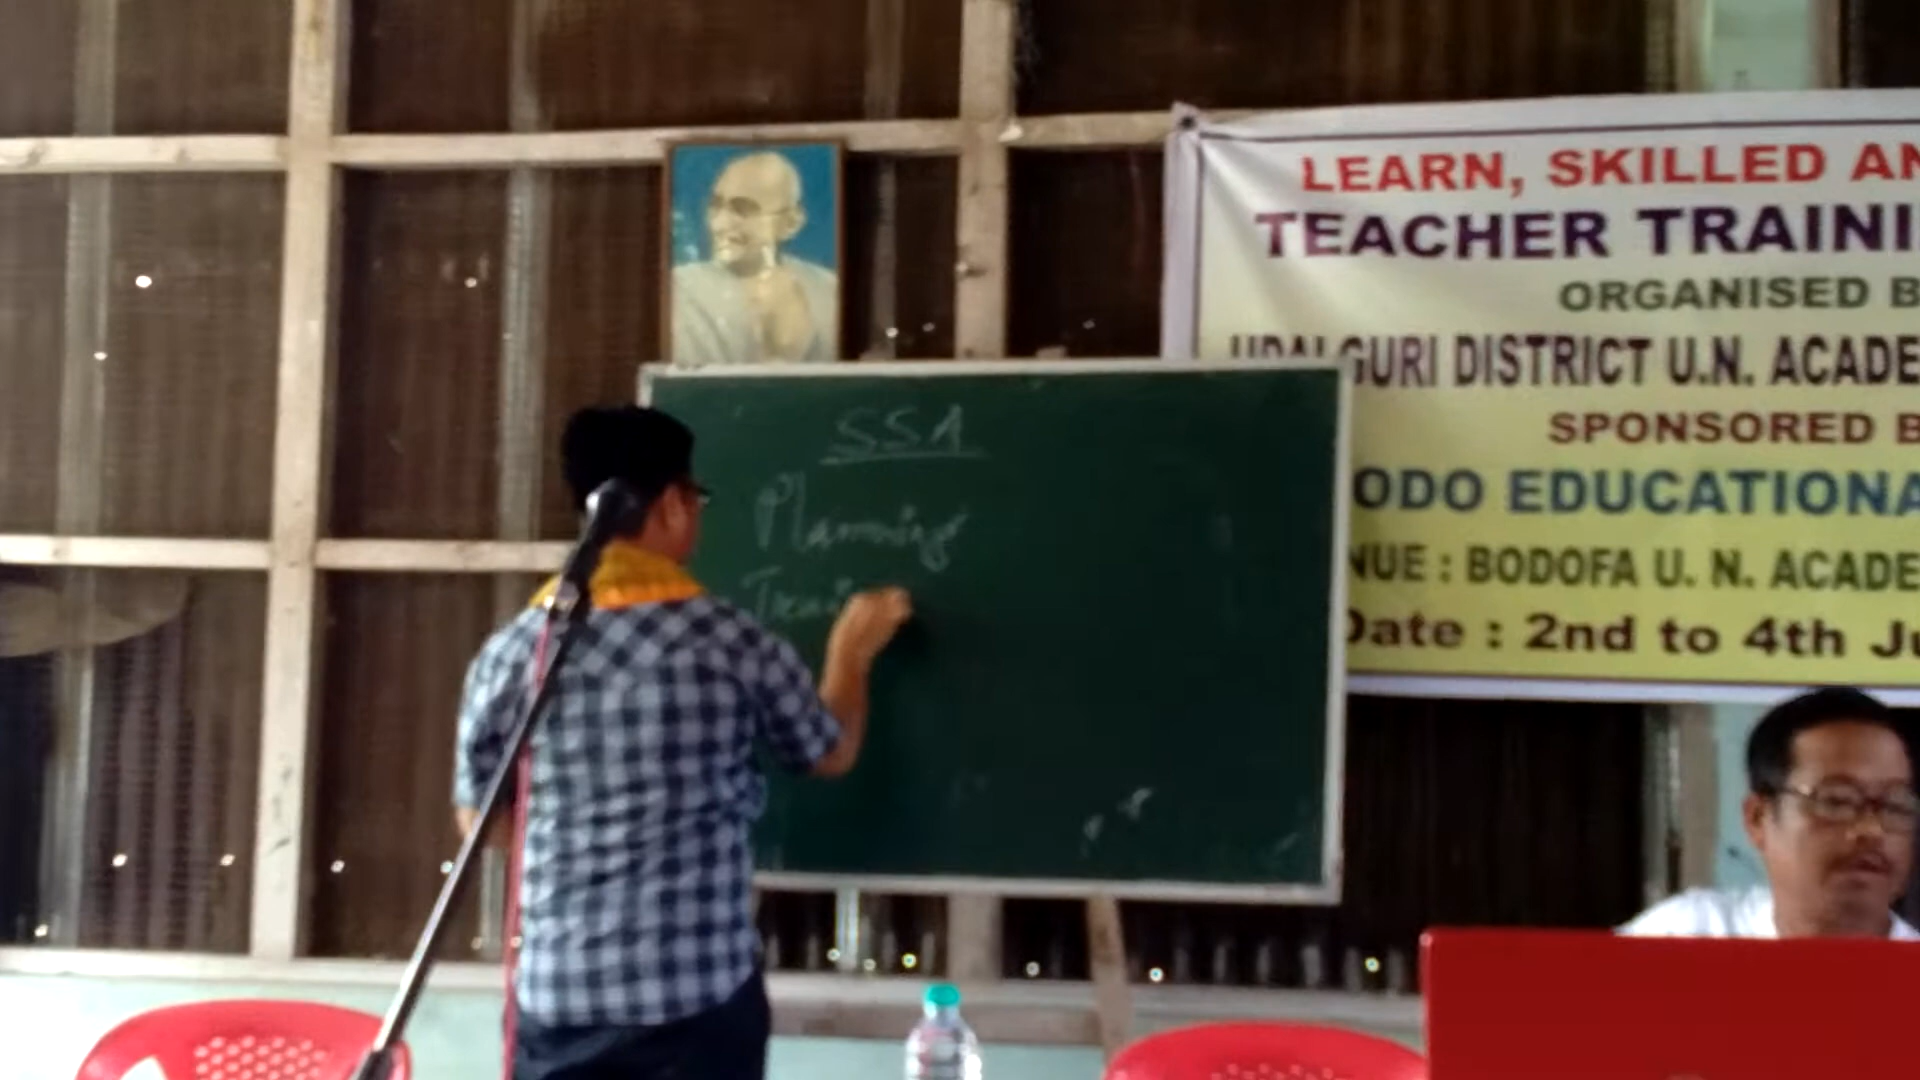 SSA
Planning
LEARN, SKILLED AN
TEACHER TRAINI
ORGANISED B
UDALGURI DISTRICT U.N. ACADE
SPONSORED B
ODO EDUCATIONA
NUE : BODOFA U. N. ACADE
Date : 2nd to 4th Ju